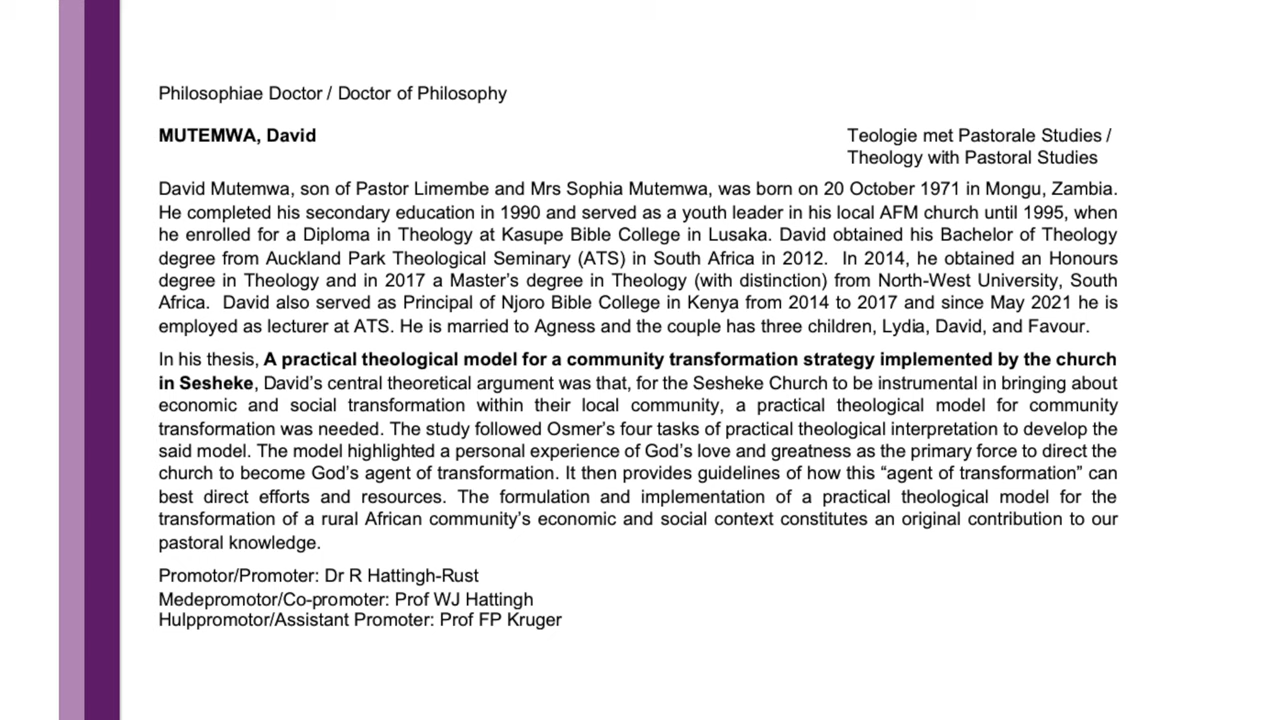 Philosophiae Doctor / Doctor of Philosophy
MUTEMWA, David
Teologie met Pastorale Studies /
Theology with Pastoral Studies
David Mutemwa, son of Pastor Limembe and Mrs Sophia Mutemwa, was born on 20 October 1971 in Mongu, Zambia.
He completed his secondary education in 1990 and served as a youth leader in his local AFM church until 1995, when
he enrolled for a Diploma in Theology at Kasupe Bible College in Lusaka. David obtained his Bachelor of Theology
degree from Auckland Park Theological Seminary (ATS) in South Africa in 2012. In 2014, he obtained an Honours
degree in Theology and in 2017 a Master's degree in Theology (with distinction) from North-West University, South
Africa. David also served as Principal of Njoro Bible College in Kenya from 2014 to 2017 and since May 2021 he is
employed as lecturer at ATS. He is married to Agness and the couple has three children, Lydia, David, and Favour.
In his thesis, A practical theological model for a community transformation strategy implemented by the church
in Sesheke, David's central theoretical argument was that, for the Sesheke Church to be instrumental in bringing about
economic and social transformation within their local community, a practical theological model for community
transformation was needed. The study followed Osmer's four tasks of practical theological interpretation to develop the
said model. The model highlighted a personal experience of God's love and greatness as the primary force to direct the
church to become God's agent of transformation. It then provides guidelines of how this “agent of transformation” can
best direct efforts and resources. The formulation and implementation of a practical theological model for the
transformation of a rural African community's economic and social context constitutes an original contribution to our
pastoral knowledge.
Promotor/Promoter: Dr R Hattingh-Rust
Medepromotor/Co-promoter: Prof WJ Hattingh
Hulppromotor/Assistant Promoter: Prof FP Kruger